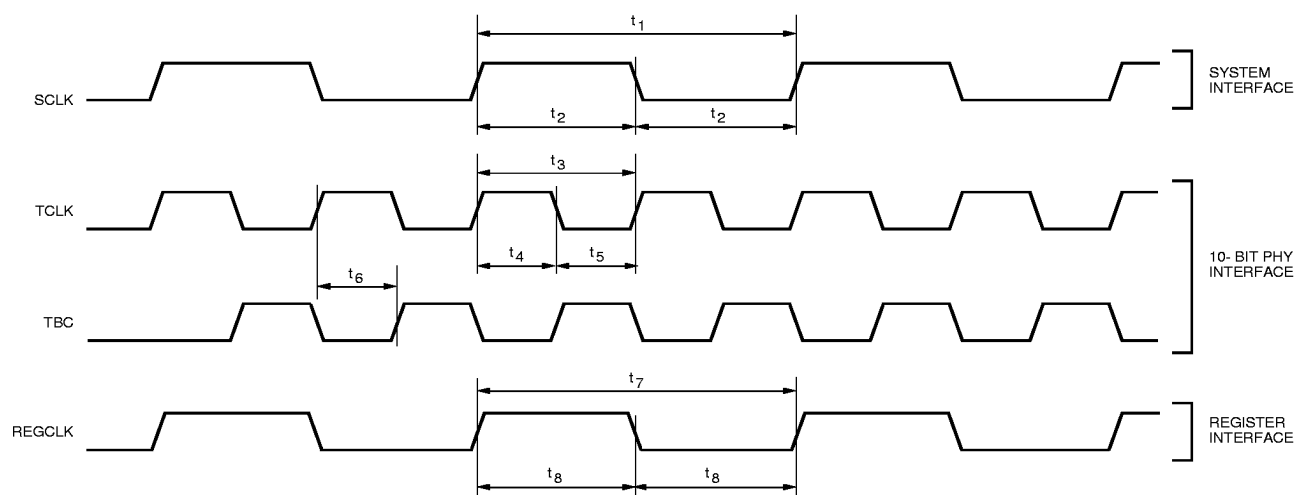 t1
SCLK
SYSTEM
INTERFACE
t2
t2
t3
TCLK
t4
t5
10- BIT PHY
INTERFACE
t6
TBC
t7
REGCLK
REGISTER
INTERFACE
t8
t8